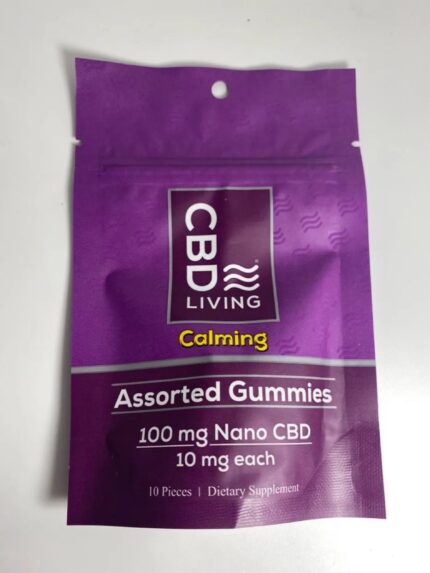 CBD
LIVING
Calming
Assorted Gummies
100 mg Nano CBD
10 mg each
10 Pieces | Dietary Supplement